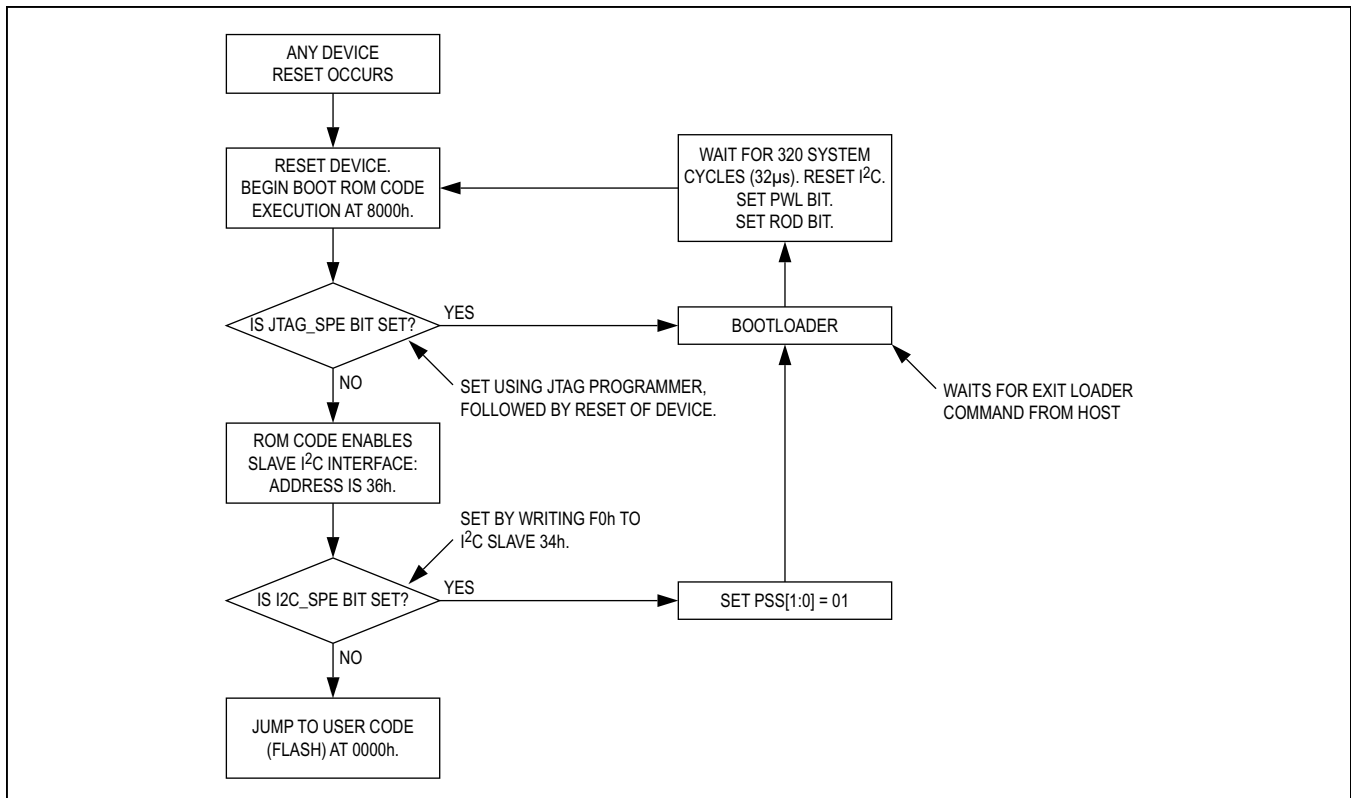 ANY DEVICE
RESET OCCURS
RESET DEVICE.
BEGIN BOOT ROM CODE
EXECUTION AT 8000h.
WAIT FOR 320 SYSTEM
CYCLES (32µs). RESET I²C.
SET PWL BIT.
SET ROD BIT.
IS JTAG_SPE BIT SET?
YES
BOOTLOADER
NO
SET USING JTAG PROGRAMMER,
FOLLOWED BY RESET OF DEVICE.
WAITS FOR EXIT LOADER
COMMAND FROM HOST
ROM CODE ENABLES
SLAVE I²C INTERFACE:
ADDRESS IS 36h.
SET BY WRITING F0h TO
I²C SLAVE 34h.
IS I2C_SPE BIT SET?
YES
SET PSS[1:0] = 01
NO
JUMP TO USER CODE
(FLASH) AT 0000h.